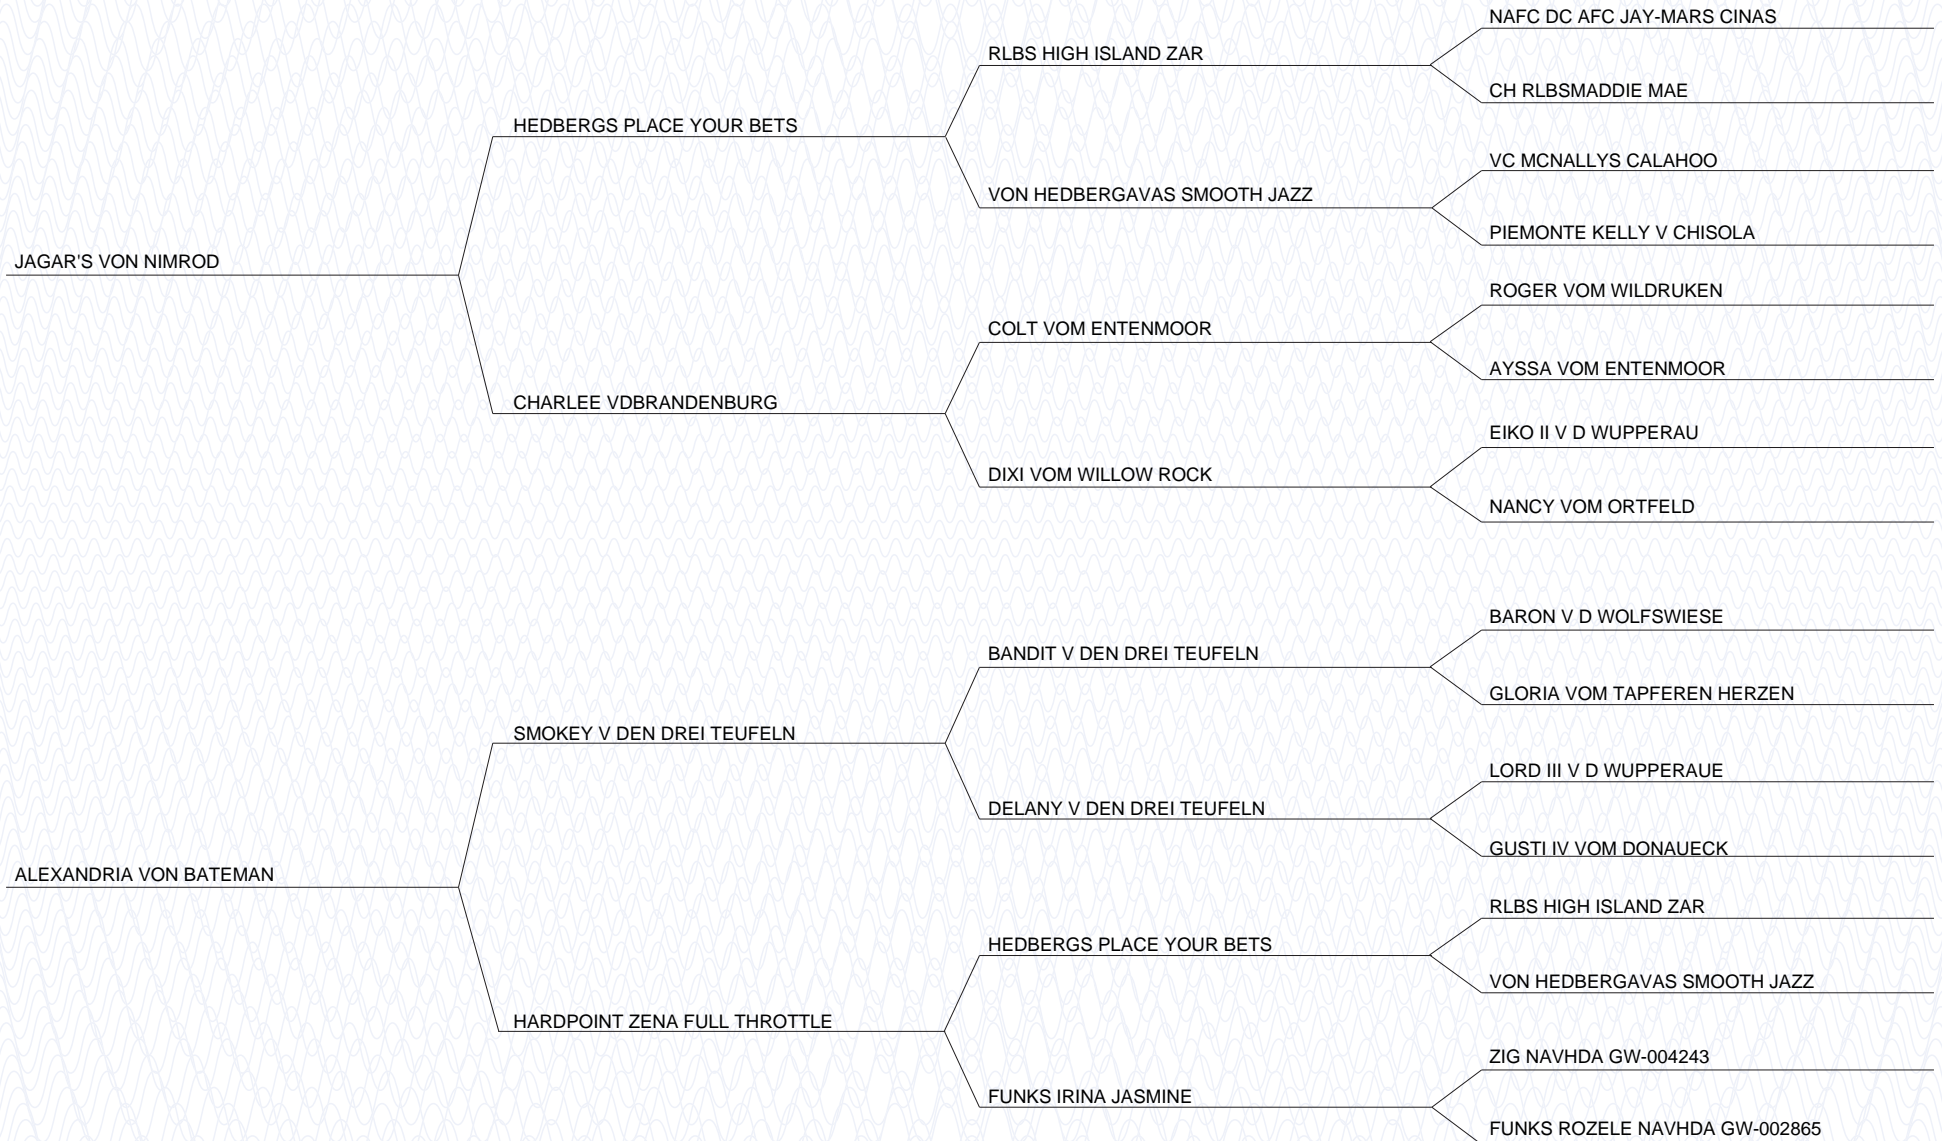 NAFC DC AFC JAY-MARS CINAS
RLBS HIGH ISLAND ZAR
CH RLBSMADDIE MAE
HEDBERGS PLACE YOUR BETS
VC MCNALLYS CALAHOO
VON HEDBERGAVAS SMOOTH JAZZ
PIEMONTE KELLY V CHISOLA
JAGAR'S VON NIMROD
ROGER VOM WILDRUKEN
COLT VOM ENTENMOOR
AYSSA VOM ENTENMOOR
CHARLEE VDBRANDENBURG
EIKO II V D WUPPERAU
DIXI VOM WILLOW ROCK
NANCY VOM ORTFELD
BARON V D WOLFSWIESE
BANDIT V DEN DREI TEUFELN
GLORIA VOM TAPFEREN HERZEN
SMOKEY V DEN DREI TEUFELN
LORD III V D WUPPERAUE
DELANY V DEN DREI TEUFELN
GUSTI IV VOM DONAUECK
ALEXANDRIA VON BATEMAN
RLBS HIGH ISLAND ZAR
HEDBERGS PLACE YOUR BETS
VON HEDBERGAVAS SMOOTH JAZZ
HARDPOINT ZENA FULL THROTTLE
ZIG NAVHDA GW-004243
FUNKS IRINA JASMINE
FUNKS ROZELE NAVHDA GW-002865